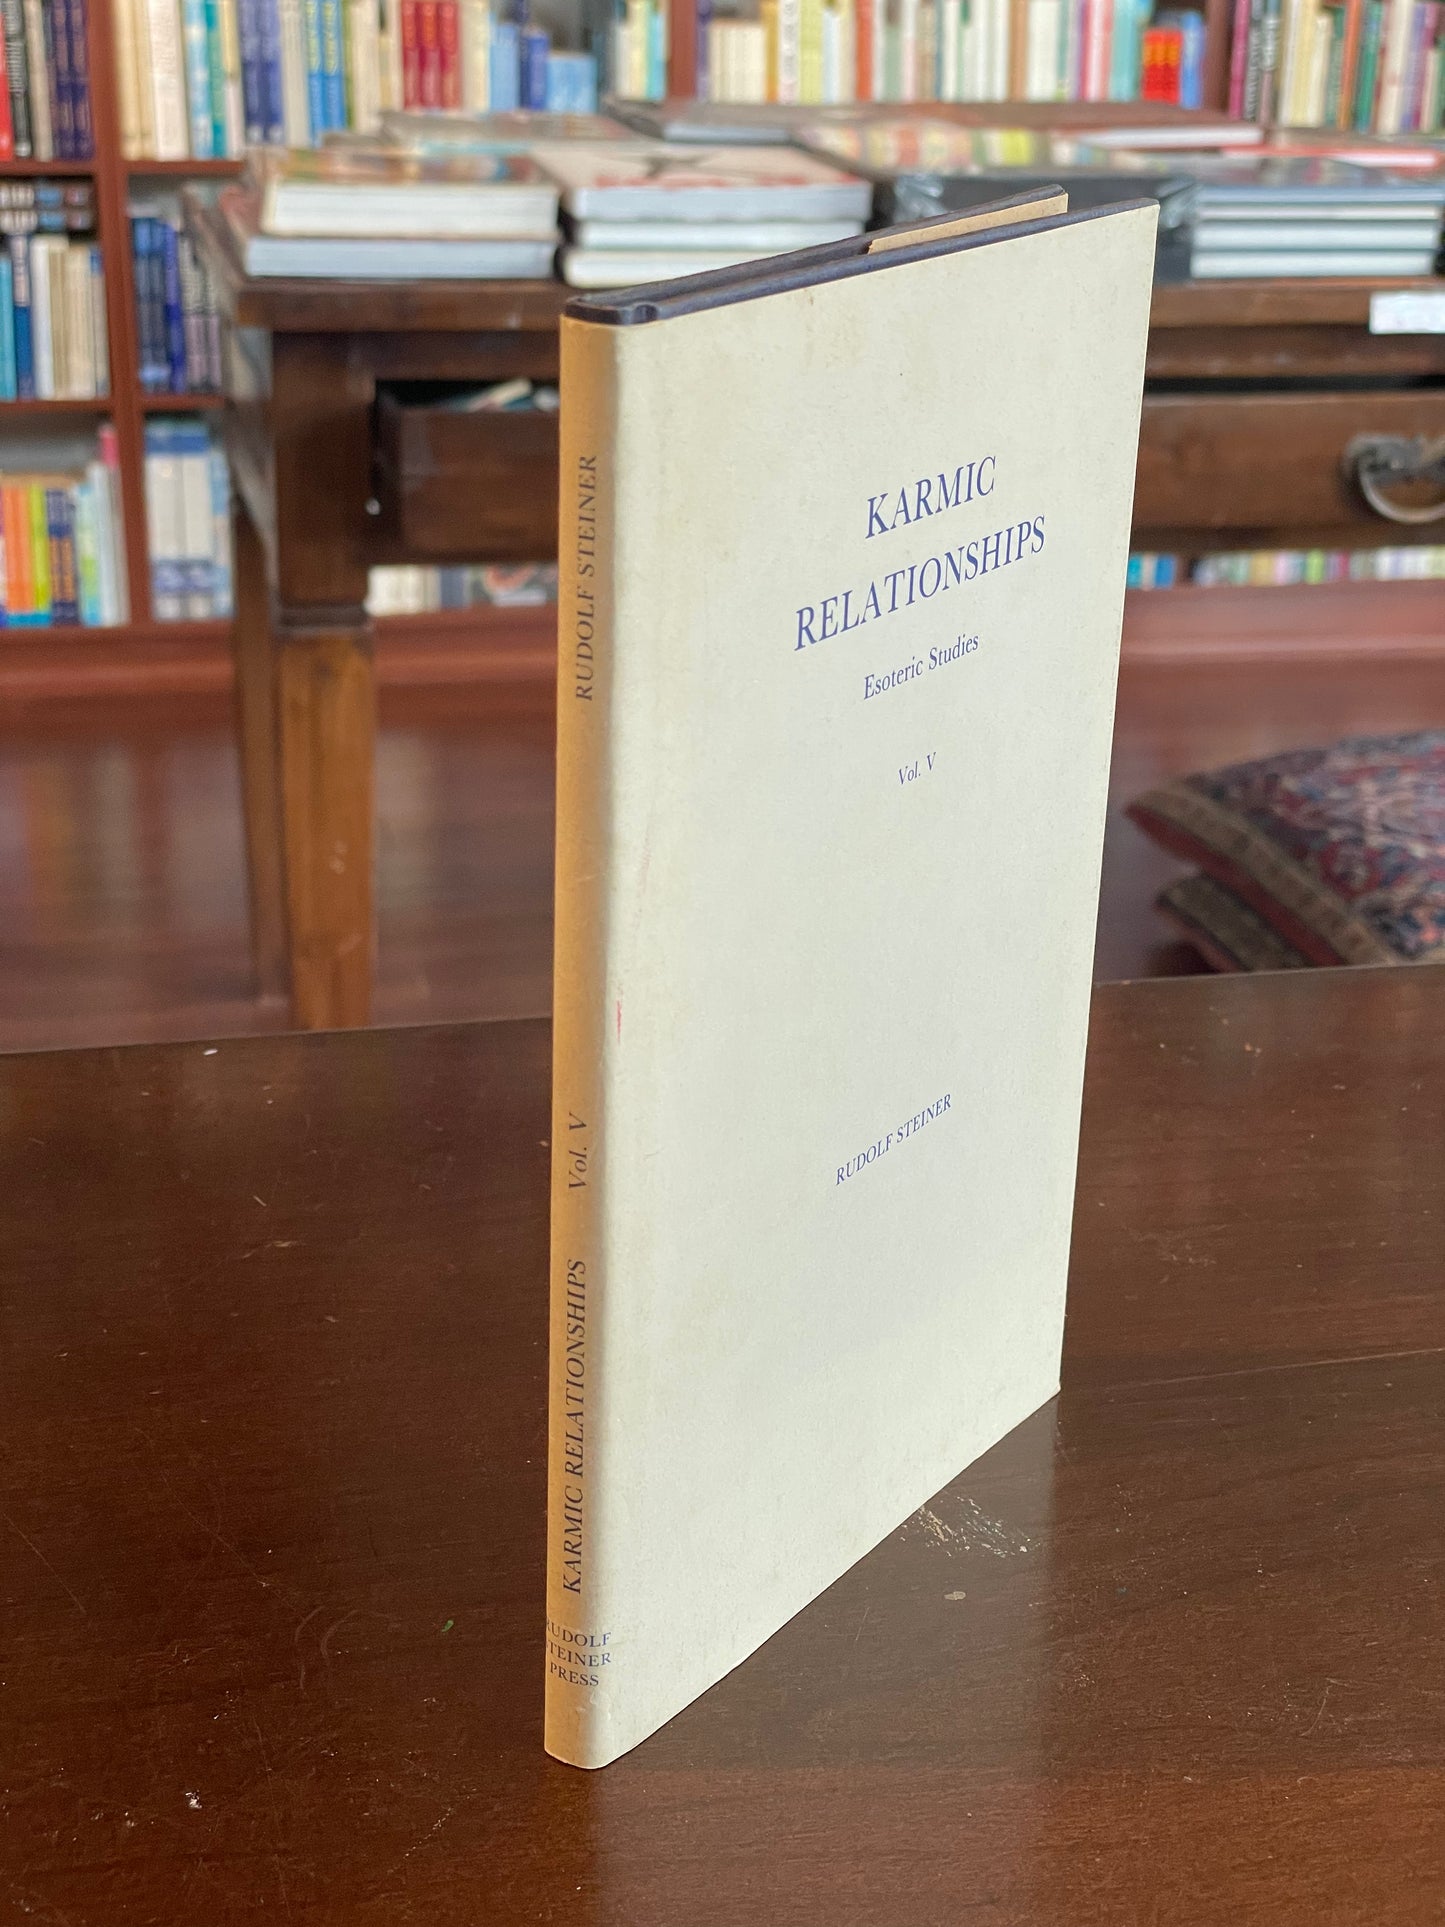 KARMIC
RELATIONSHIPS
Esoteric Studies
Vol. V
RUDOLF STEINER
RUDOLF STEINER
Vol. V
KARMIC RELATIONSHIPS
RUDOLF
STEINER
PRESS